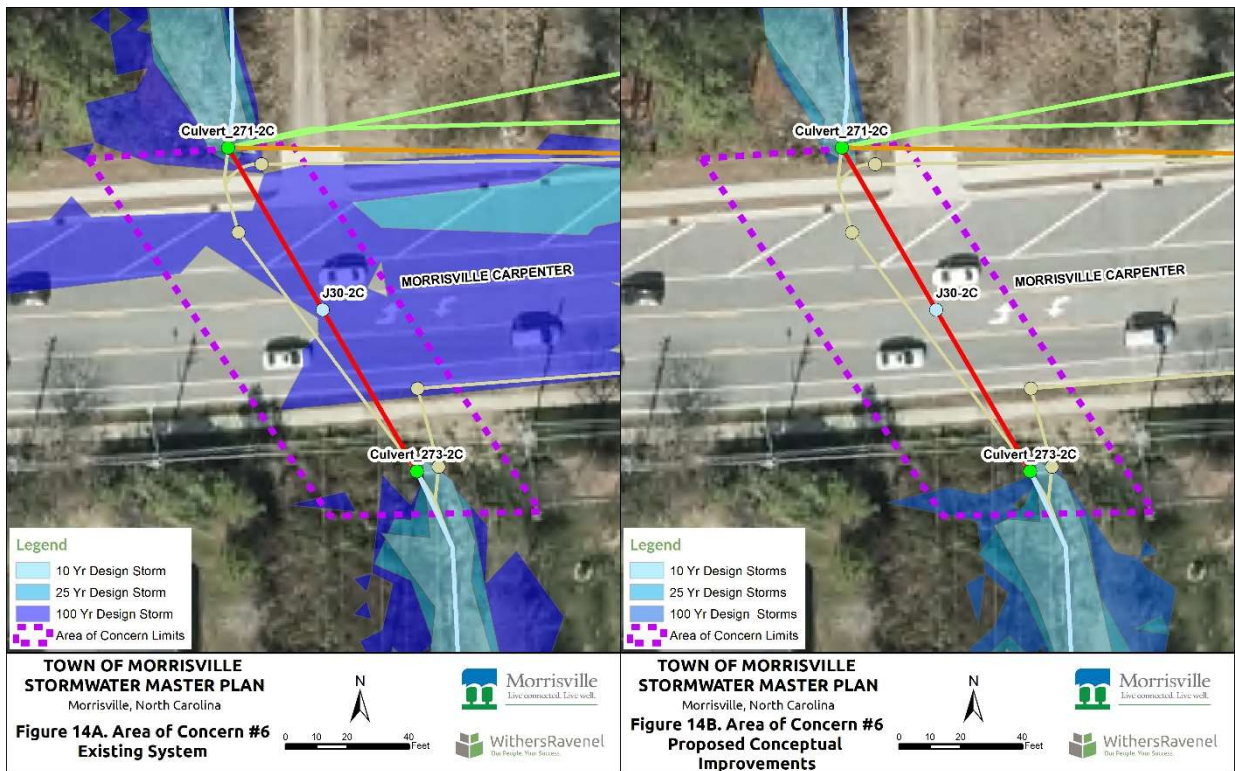 Culvert_271-2C
MORRISVILLE CARPENTER
J30-2C
Culvert_273-2C
Legend
10 Yr Design Storm
25 Yr Design Storm
100 Yr Design Storm
Area of Concern Limits
TOWN OF MORRISVILLE
STORMWATER MASTER PLAN
Morrisville, North Carolina
Figure 14A. Area of Concern #6
Existing System
N
0 10 20 40
Feet
Morrisville
Live connected. Live well.
WithersRavenel
Our People. Your Success.
Culvert_271-2C
MORRISVILLE CARPENTER
J30-2C
Culvert_273-2C
Legend
10 Yr Design Storms
25 Yr Design Storms
100 Yr Design Storms
Area of Concern Limits
TOWN OF MORRISVILLE
STORMWATER MASTER PLAN
Morrisville, North Carolina
Figure 14B. Area of Concern #6
Proposed Conceptual
Improvements
N
0 10 20 40
Feet
Morrisville
Live connected. Live well.
WithersRavenel
Our People. Your Success.